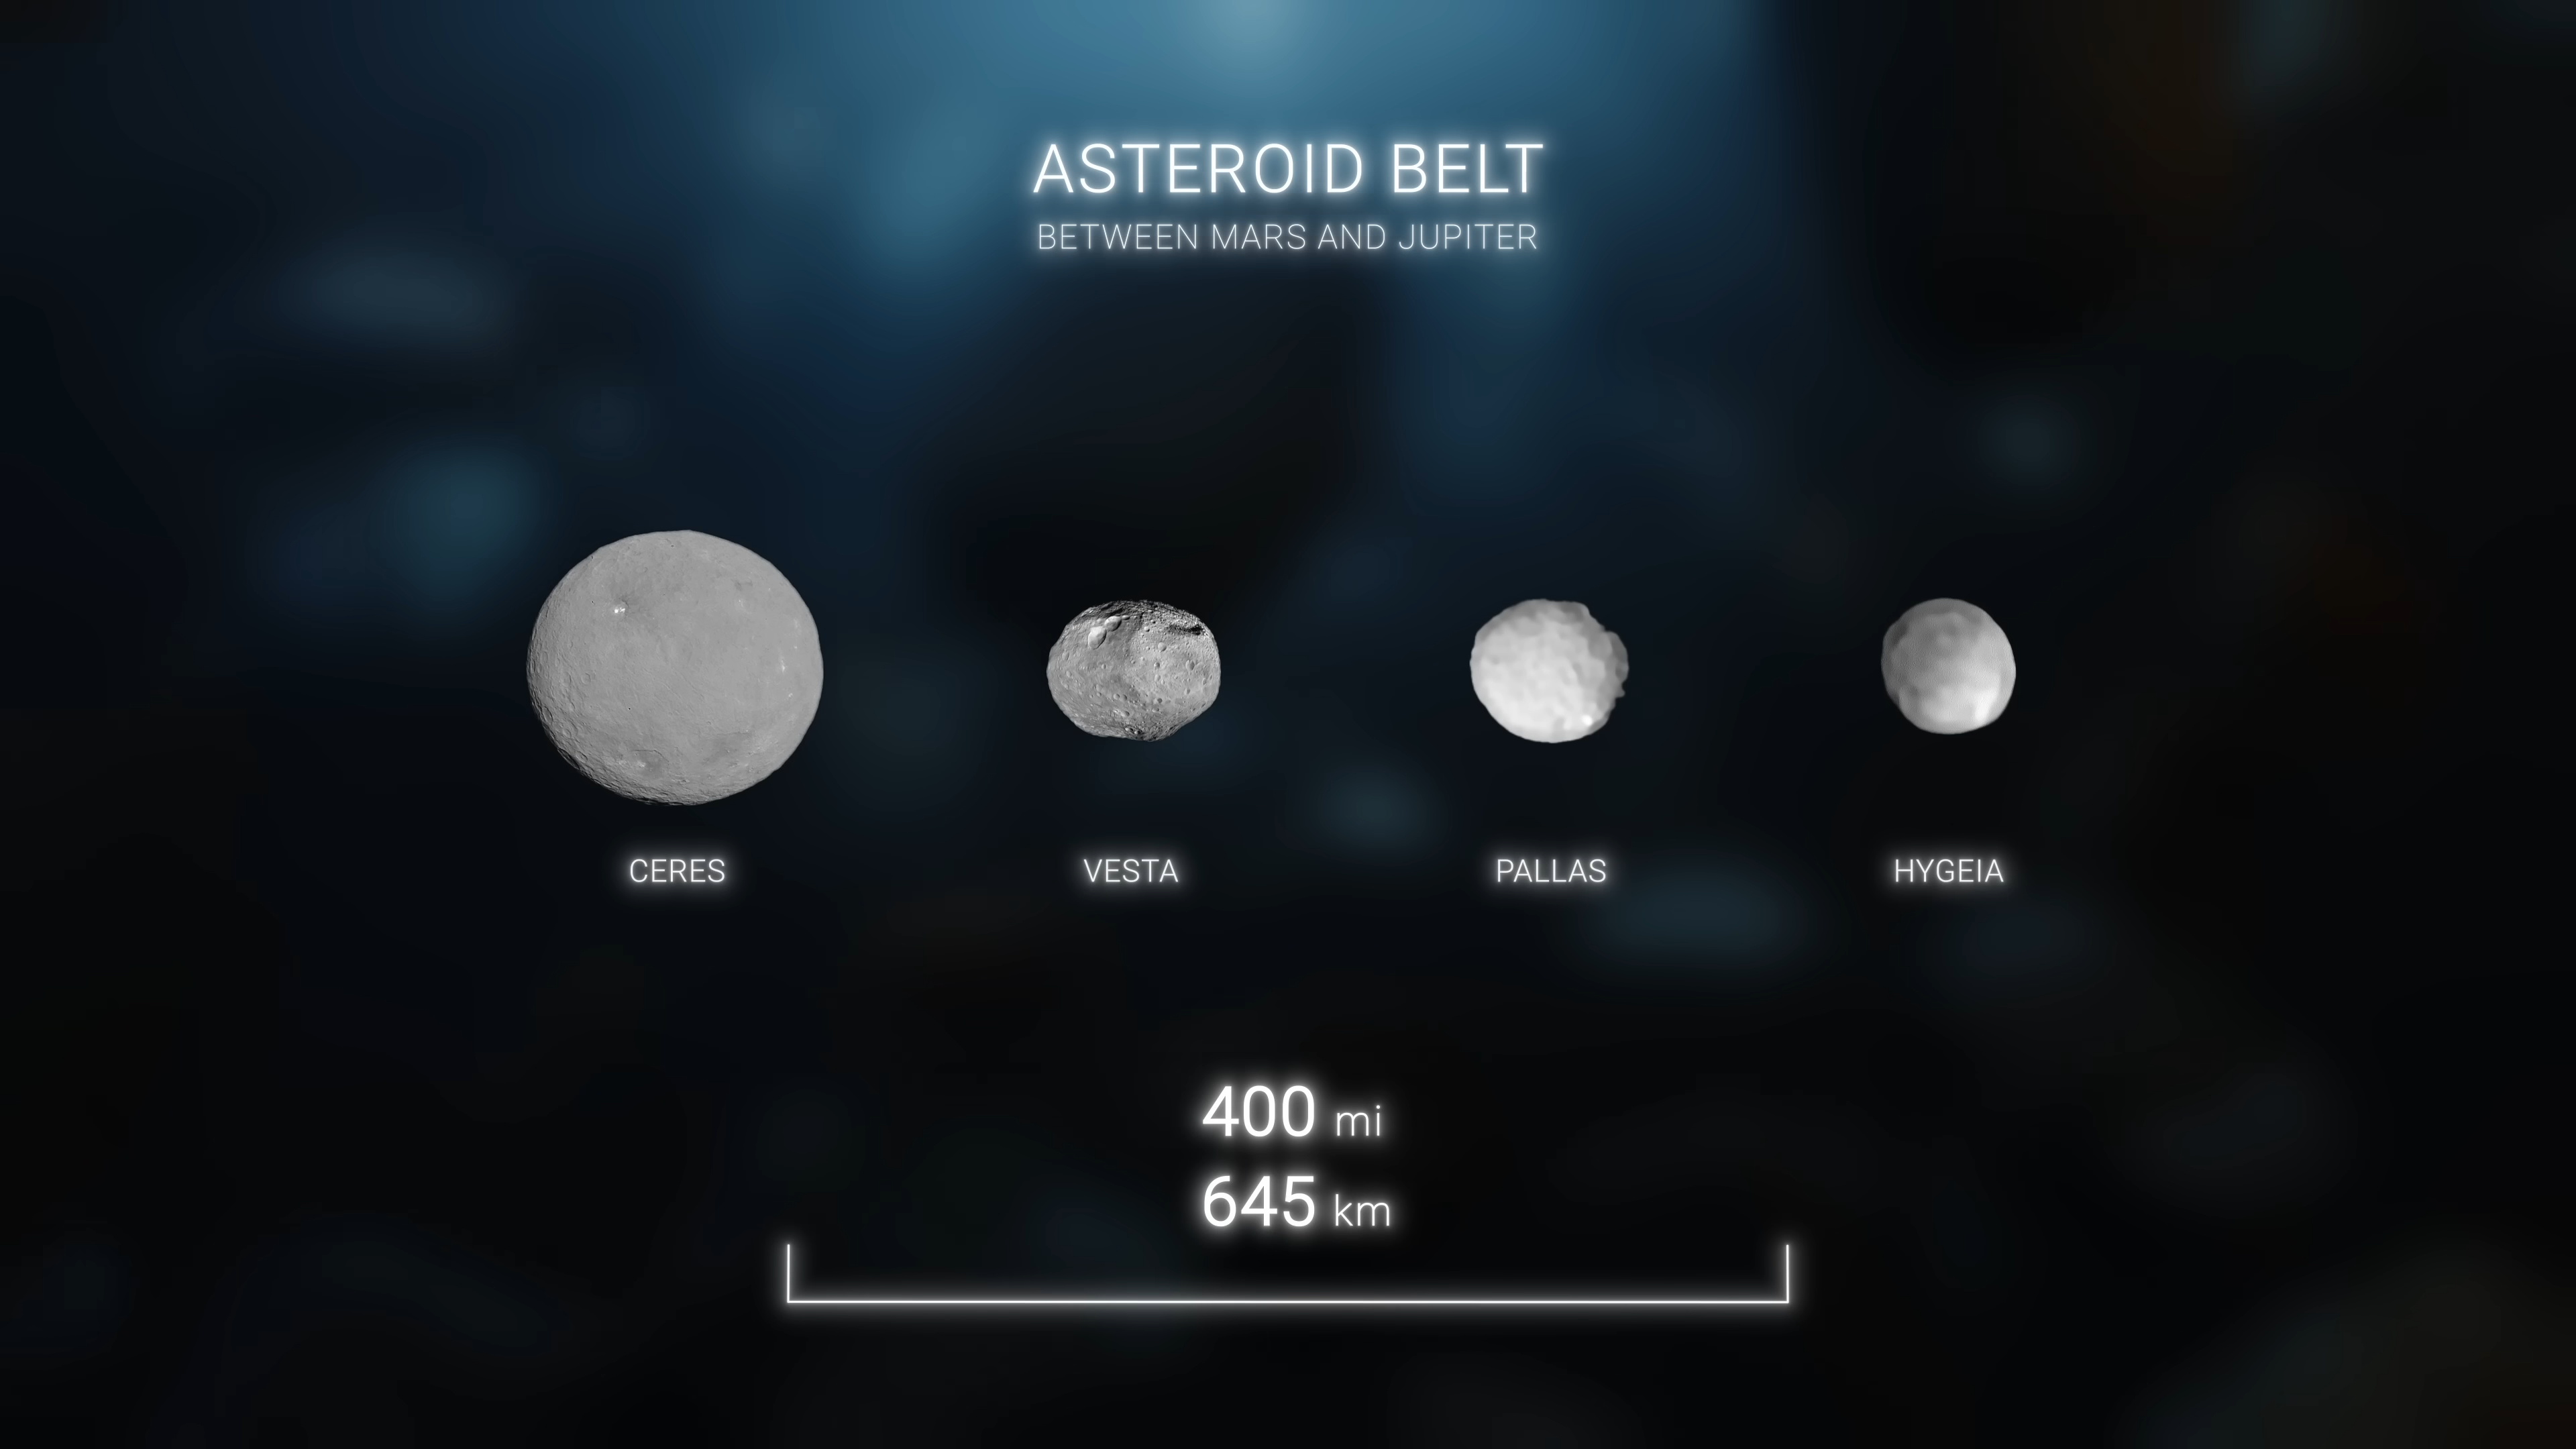 ASTEROID BELT
BETWEEN MARS AND JUPITER
CERES
VESTA
PALLAS
HYGEIA
400 mi
645 km